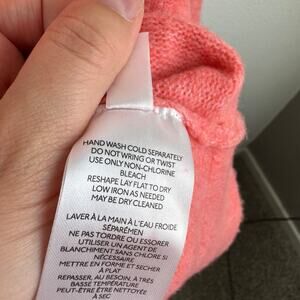 HAND WASH COLD SEPARATELY
DO NOT WRING OR TWIST
USE ONLY NON-CHLORINE
BLEACH
RESHAPE LAY FLAT TO DRY
LOW IRON AS NEEDED
MAY BE DRY CLEANED
LAVER À LA MAIN À L'EAU FROIDE
SÉPARÉMEN
NE PAS TORDRE OU ESSORER
UTILISER UN AGENT DE
BLANCHIMENT SANS CHLORE SI
NÉCESSAIRE
METTRE EN FORME ET SÉCHER
À PLAT
REPASSER, AU BESOIN, À TRÈS
BASSE TEMPÉRATURE
PEUT-ÊTRE ÊTRE NETTOYÉ
À SEC